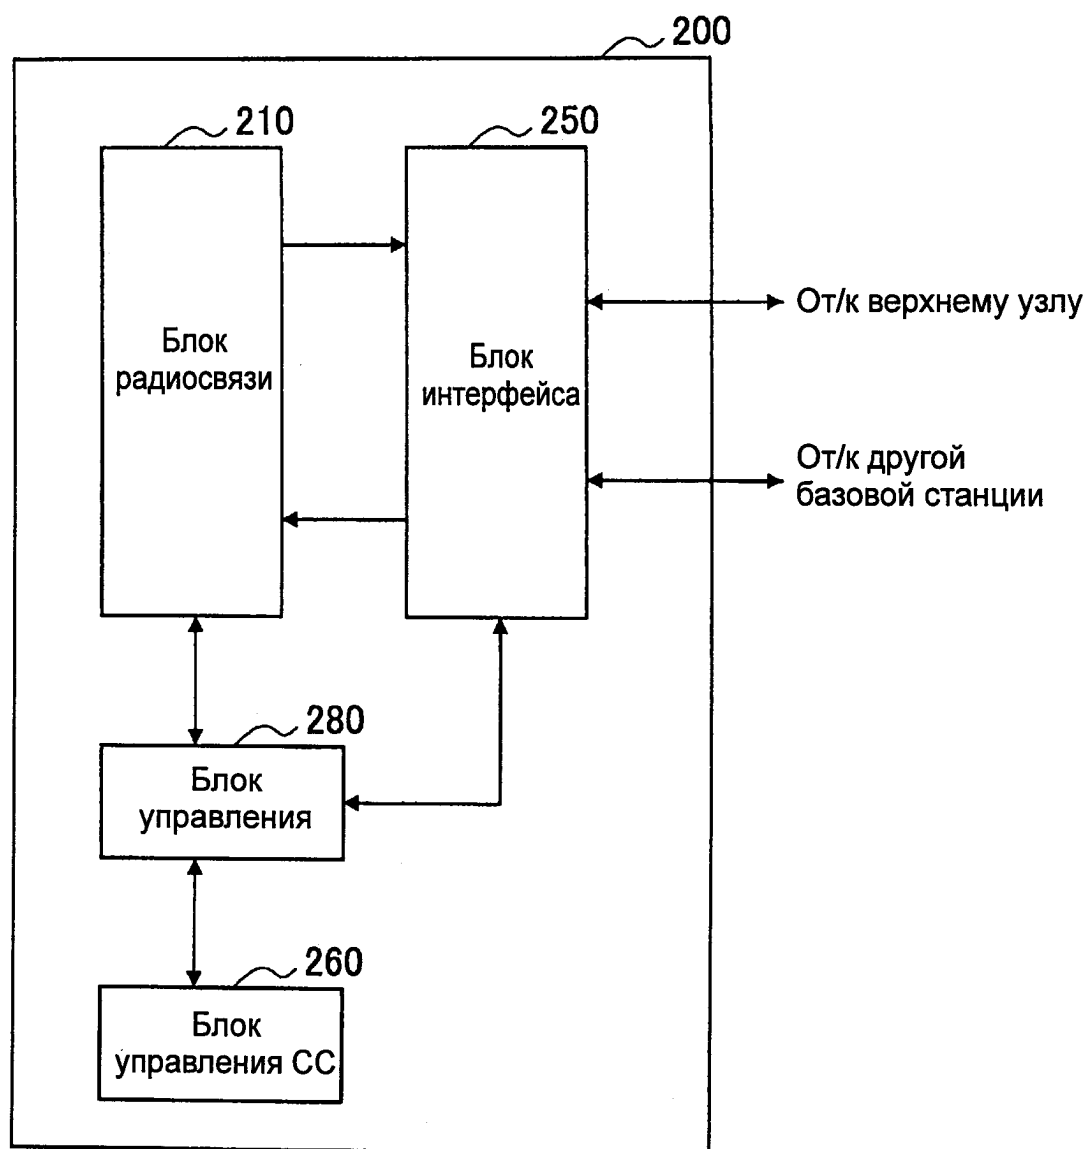 200
210
250
Блок
радиосвязи
Блок
интерфейса
От/к верхнему узлу
От/к другой
базовой станции
280
Блок
управления
260
Блок
управления СС